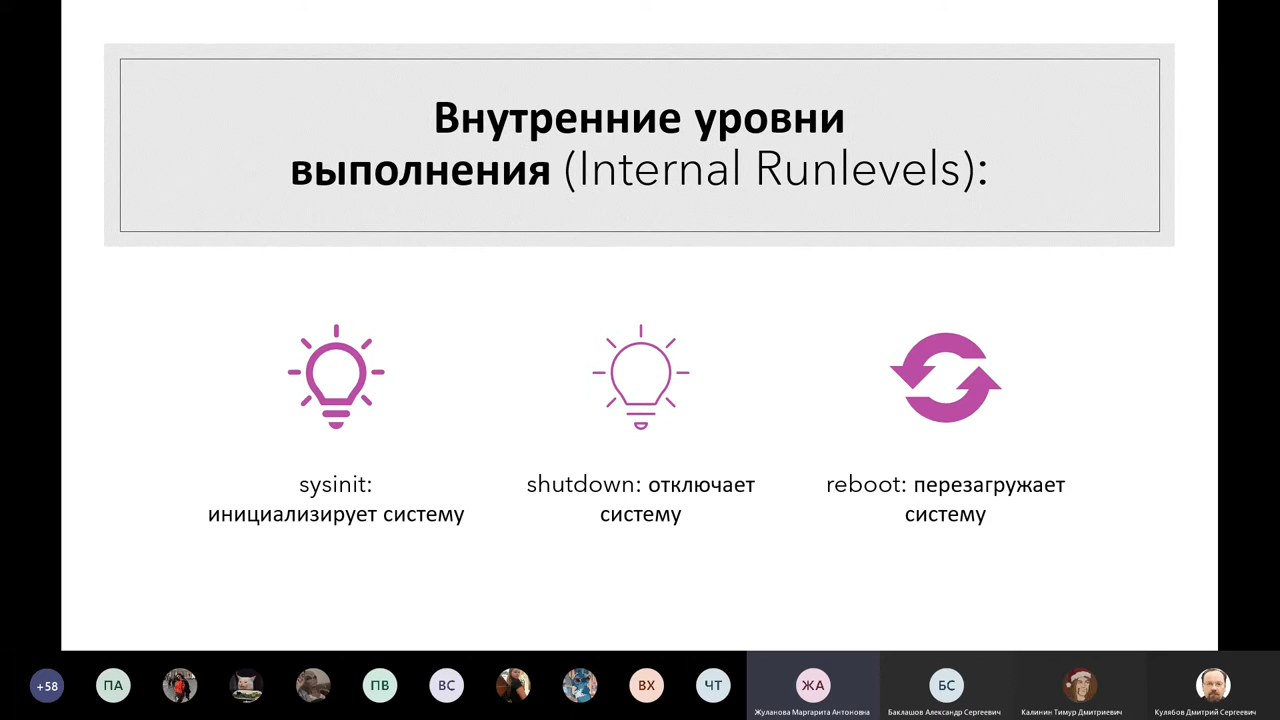 Внутренние уровни
выполнения (Internal Runlevels):
sysinit:
инициализирует систему
shutdown: отключает
систему
reboot: перезагружает
систему
+58
ПА
ПВ
ВС
ВХ
ЧТ
ЖА
БС
Жуланова Маргарита Антоновна
Баклашов Александр Сергеевич
Калинин Тимур Дмитриевич
Кулябов Дмитрий Сергеевич